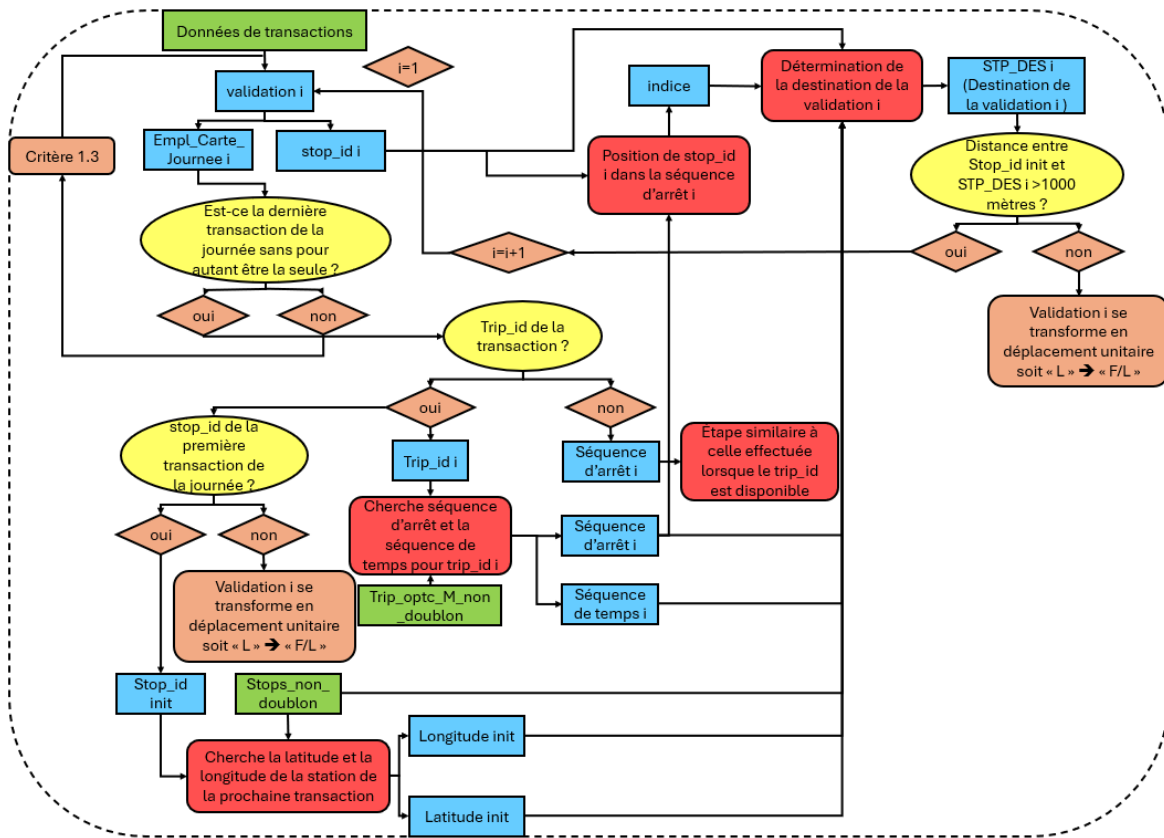 Données de transactions
i=1
validation i
Empl_Carte_
Journee i
stop_id i
Critère 1.3
Est-ce la dernière
transaction de la
journée sans pour
autant être la seule ?
oui
non
indice
Position de stop_id
i dans la séquence
d'arrêt i
Détermination de
la destination de la
validation i
STP_DES i
(Destination de
la validation i )
Distance entre
Stop_id init et
STP_DES i >1000
mètres ?
oui
non
i=i+1
Validation i se
transforme en
déplacement unitaire
soit « L » ➔ « F/L »
Trip_id de la
transaction ?
oui
non
stop_id de la
première
transaction de
la journée ?
oui
non
Trip_id i
Séquence
d'arrêt i
Étape similaire à
celle effectuée
lorsque le trip_id
est disponible
Cherche séquence
d'arrêt et la
séquence de
temps pour trip_id i
Séquence
d'arrêt i
Séquence
de temps i
Trip_optc_M_non
_doublon
Validation i se
transforme en
déplacement unitaire
soit « L » ➔ « F/L »
Stop_id
init
Stops_non_
doublon
Cherche la latitude et la
longitude de la station de
la prochaine transaction
Longitude init
Latitude init